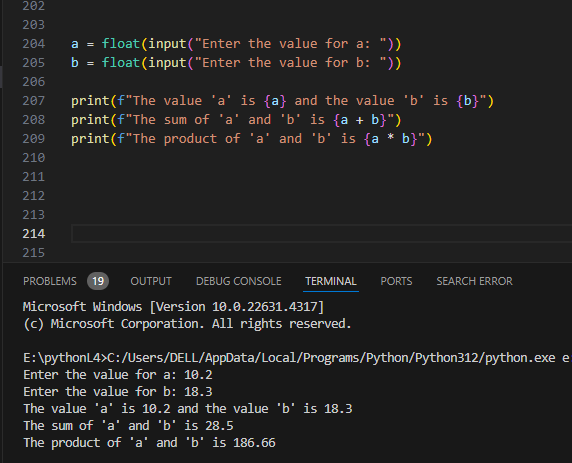 202
203
204 a = float(input("Enter the value for a: "))
205 b = float(input("Enter the value for b: "))
206
207 print(f"The value 'a' is {a} and the value 'b' is {b}")
208 print(f"The sum of 'a' and 'b' is {a + b}")
209 print(f"The product of 'a' and 'b' is {a * b}")
210
211
212
213
214
215
PROBLEMS 19 OUTPUT DEBUG CONSOLE TERMINAL PORTS SEARCH ERROR
Microsoft Windows [Version 10.0.22631.4317]
(c) Microsoft Corporation. All rights reserved.
E:\pythonL4>C:/Users/DELL/AppData/Local/Programs/Python/Python312/python.exe e
Enter the value for a: 10.2
Enter the value for b: 18.3
The value 'a' is 10.2 and the value 'b' is 18.3
The sum of 'a' and 'b' is 28.5
The product of 'a' and 'b' is 186.66